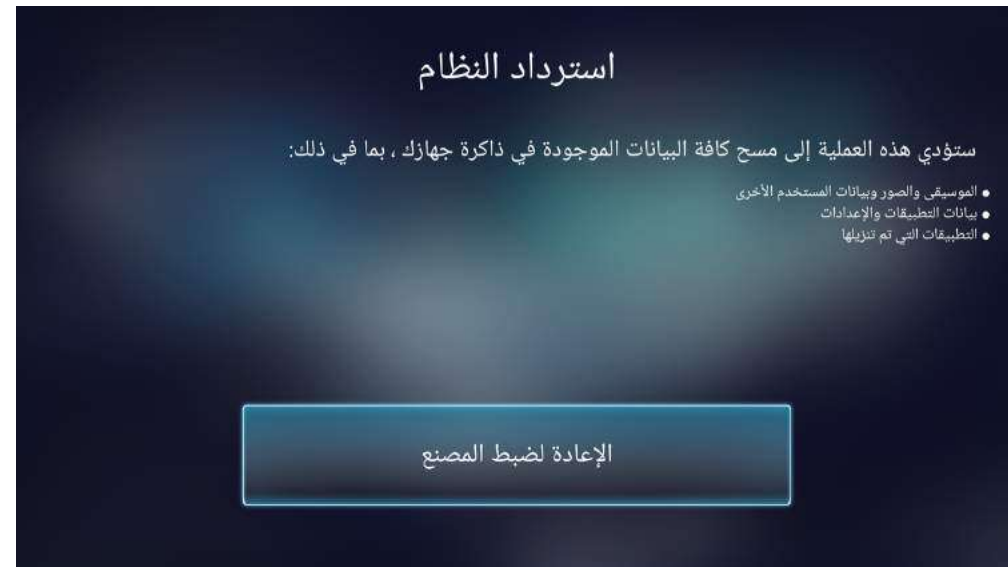 استرداد النظام
ستؤدي هذه العملية إلى مسح كافة البيانات الموجودة في ذاكرة جهازك ، بما في ذلك:
● الموسيقى والصور وبيانات المستخدم الأخرى
● بيانات التطبيقات والإعدادات
● التطبيقات التي تم تنزيلها
الإعادة لضبط المصنع